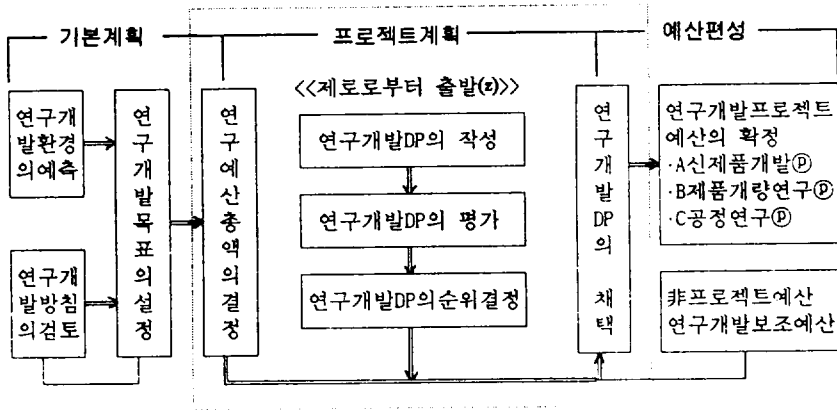 기본계획
프로젝트계획
예산편성
연구개
발환경
의예측
연구개
발방침
의검토
연구개발목표의설정
연구예산총액의결정
<<제로로부터 출발(z)>>
연구개발DP의 작성
연구개발DP의 평가
연구개발DP의순위결정
연구개발DP의 채택
연구개발프로젝트
예산의 확정
·A신제품개발ⓟ
·B제품개량연구ⓟ
·C공정연구ⓟ
非프로젝트예산
연구개발보조예산